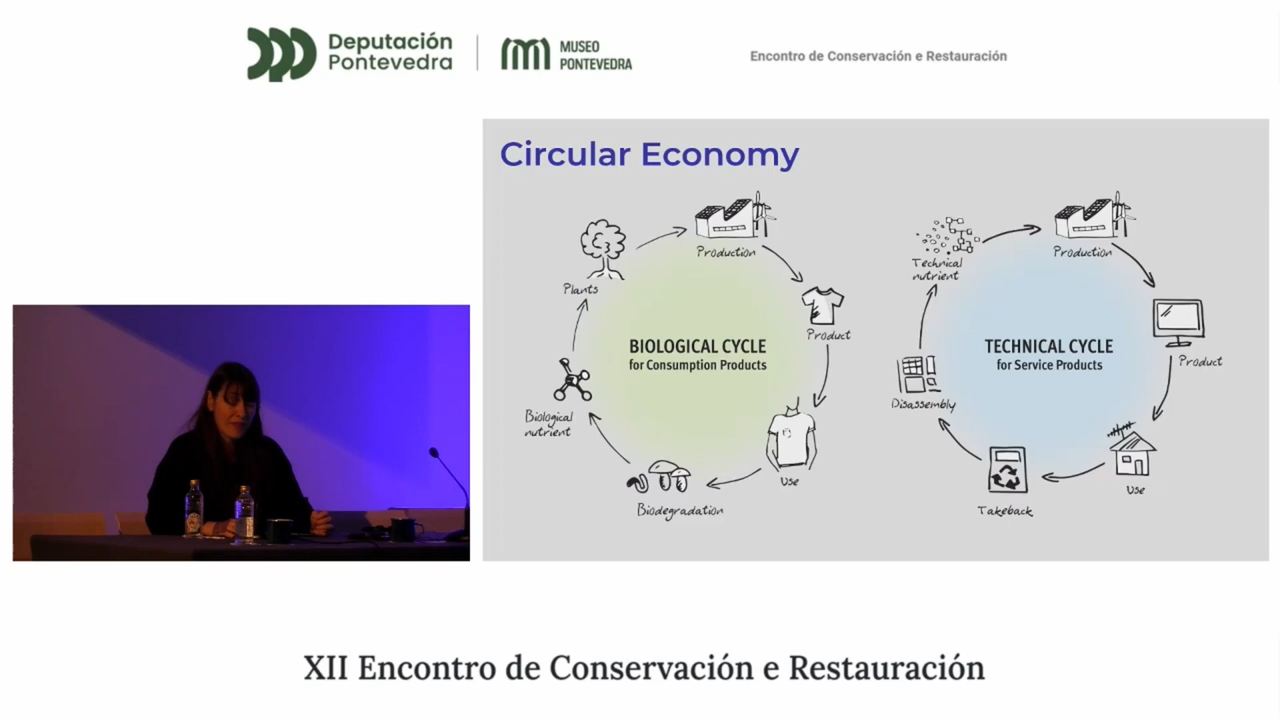 Deputación
Pontevedra
MUSEO
PONTEVEDRA
Encontro de Conservación e Restauración
Circular Economy
Production
Plants
Product
BIOLOGICAL CYCLE
for Consumption Products
Biological
nutrient
Use
Biodegradation
Production
Technical
nutrient
Product
TECHNICAL CYCLE
for Service Products
Disassembly
Use
Takeback
XII Encontro de Conservación e Restauración